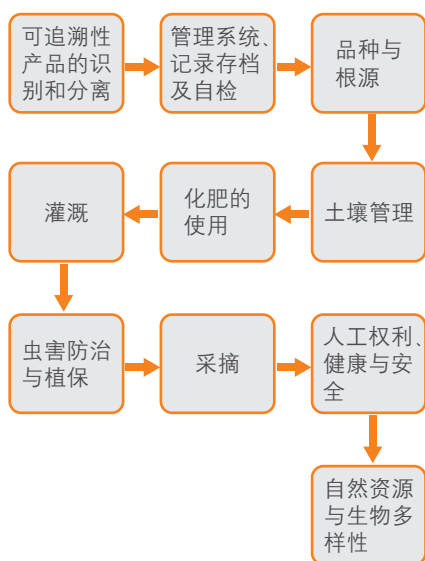 可追溯性
产品的识
别和分离
管理系统、
记录存档
及自检
品种与
根源
土壤管理
化肥的
使用
灌溉
虫害防治
与植保
采摘
人工权利、
健康与安
全
自然资源
与生物多
样性